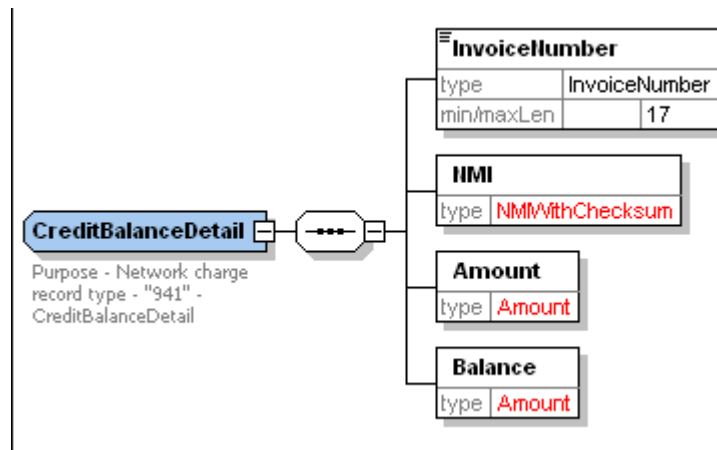 InvoiceNumber
type InvoiceNumber
min/maxLen 17
NMI
type NMIWithChecksum
CreditBalanceDetail
Purpose - Network charge
record type - "941" -
CreditBalanceDetail
Amount
type Amount
Balance
type Amount